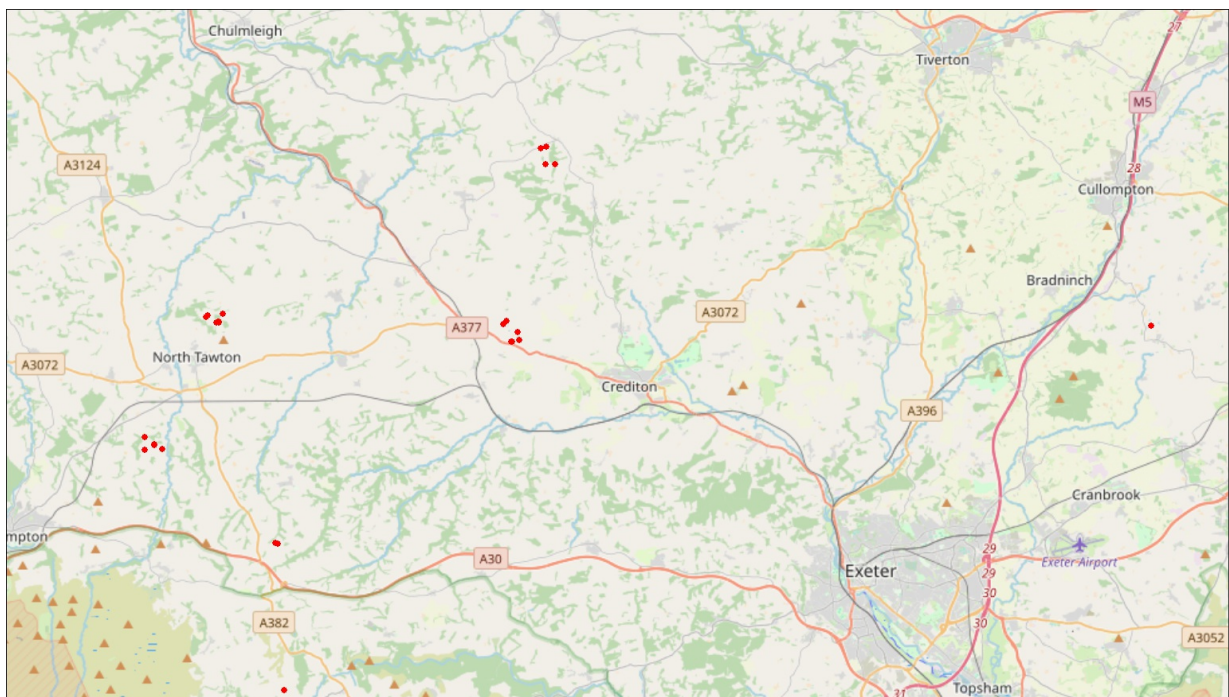 27
Chulmleigh
Tiverton
M5
A3124
28
Cullompton
Bradninch
A3072
A377
North Tawton
A3072
Crediton
A396
Cranbrook
mpton
29
Exeter Airport
A30
Exeter
29
30
A382
30
A3052
Topsham
31